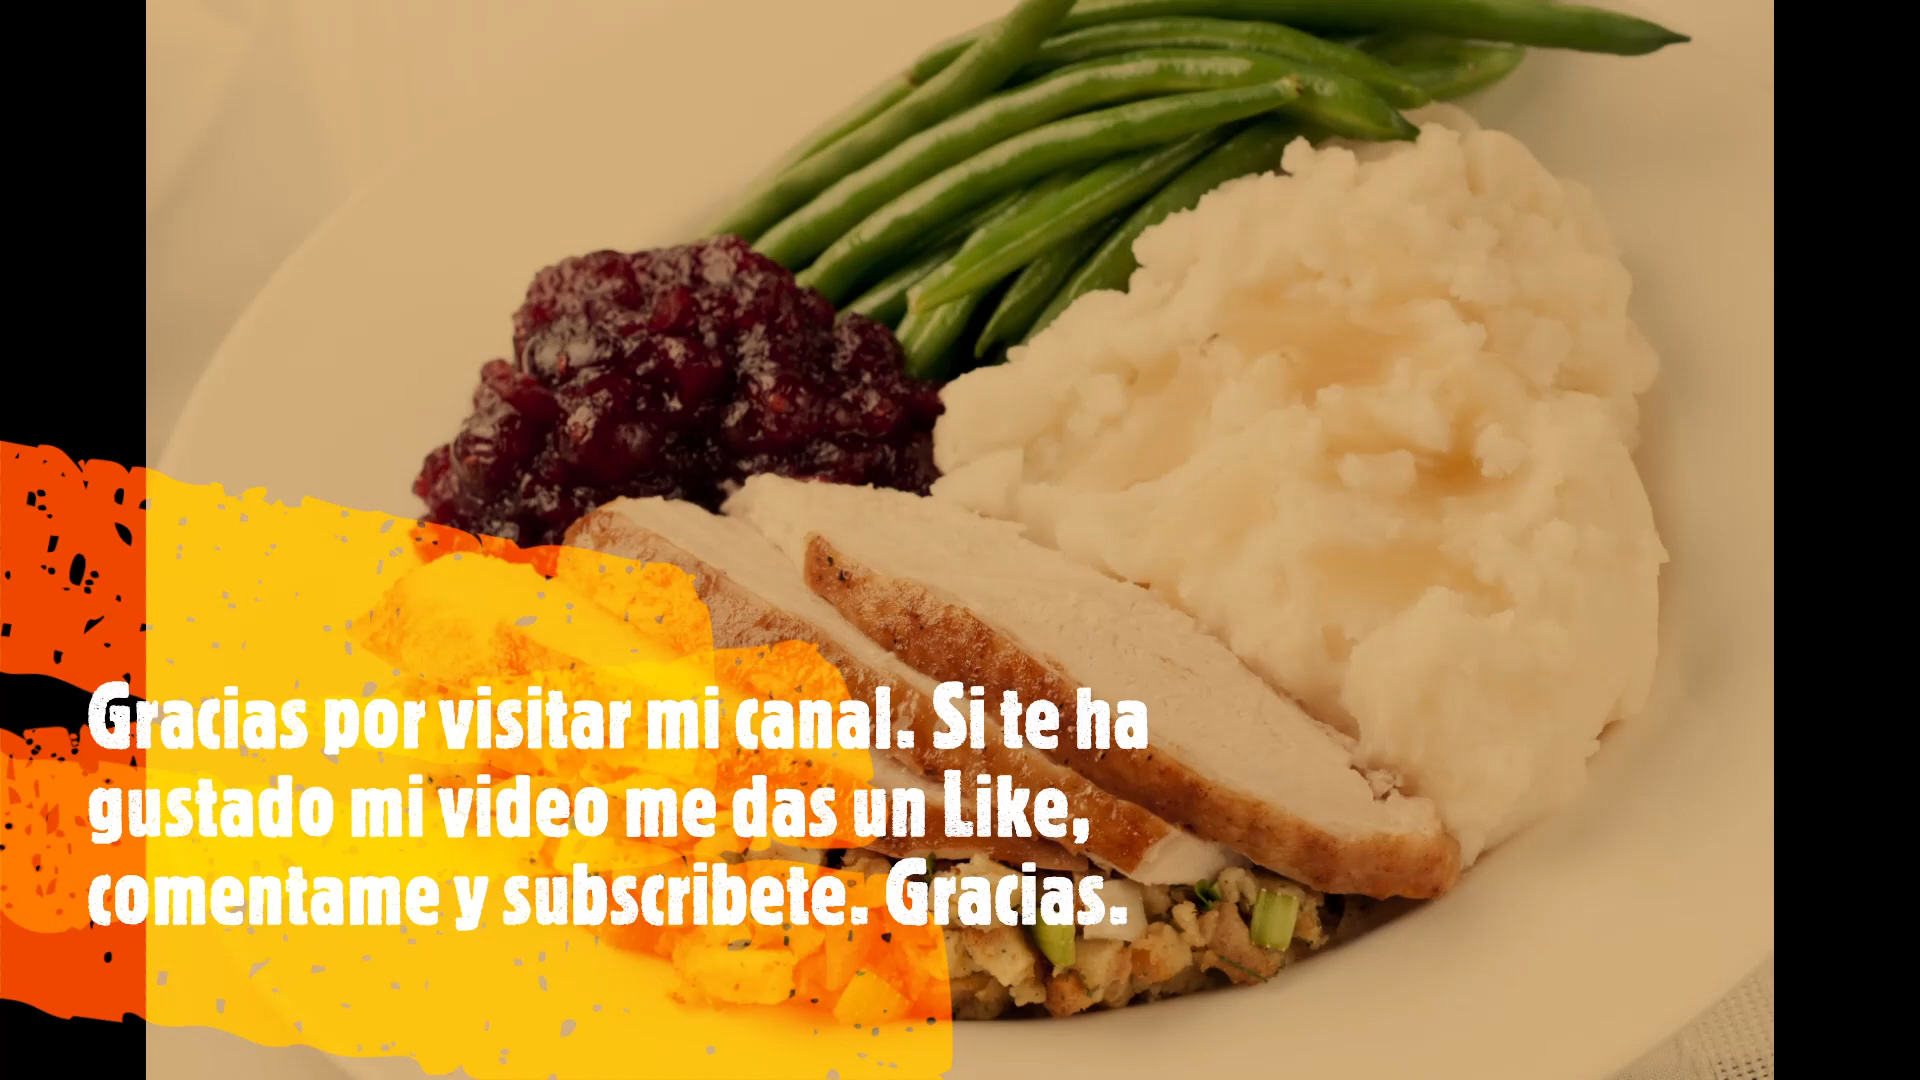 Gracias por visitar mi canal. Si te ha
gustado mi video me das un Like,
comentame y subscribete. Gracias.